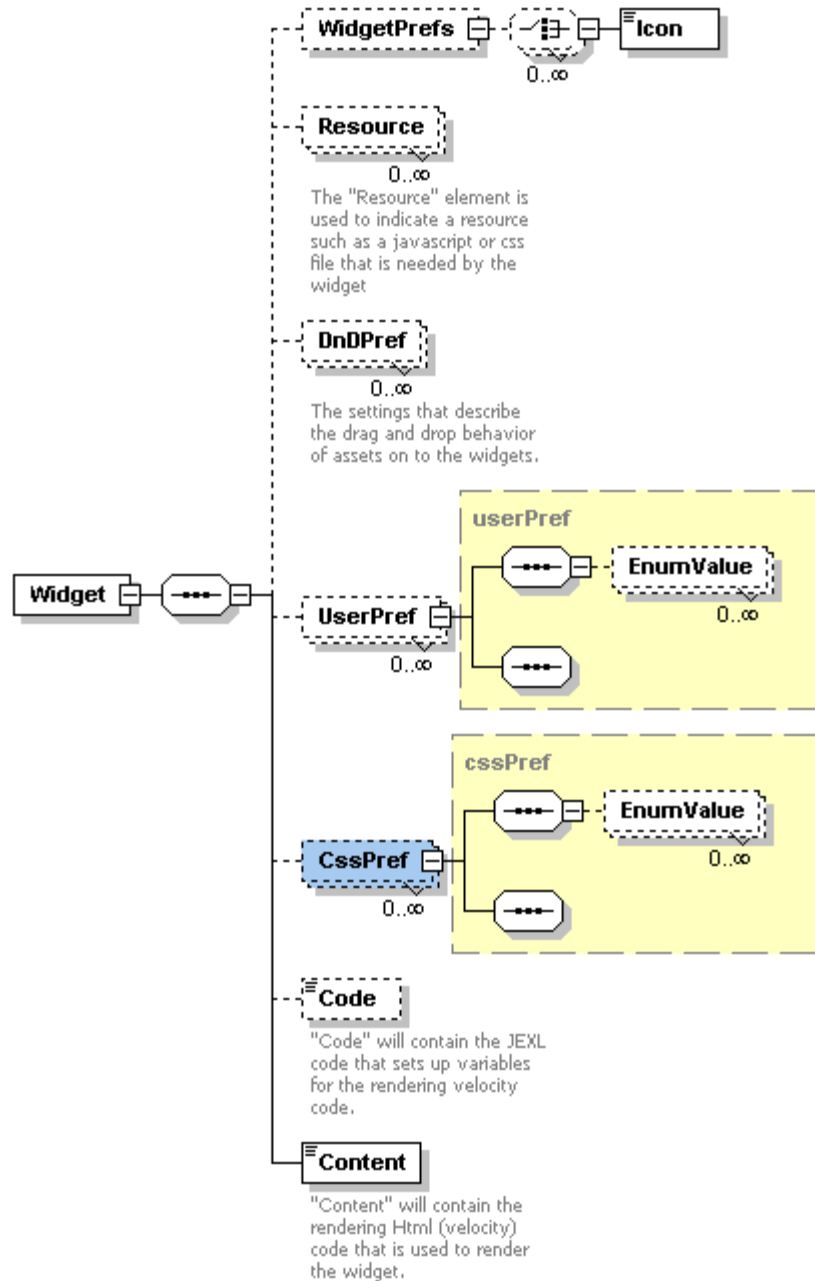 WidgetPrefs
Icon
0..∞
Resource
0..∞
The "Resource" element is
used to indicate a resource
such as a javascript or css
file that is needed by the
widget
DnDPref
0..∞
The settings that describe
the drag and drop behavior
of assets on to the widgets.
userPref
EnumValue
0..∞
Widget
UserPref
0..∞
cssPref
EnumValue
0..∞
CssPref
0..∞
Code
"Code" will contain the JEXL
code that sets up variables
for the rendering velocity
code.
Content
"Content" will contain the
rendering Html (velocity)
code that is used to render
the widget.